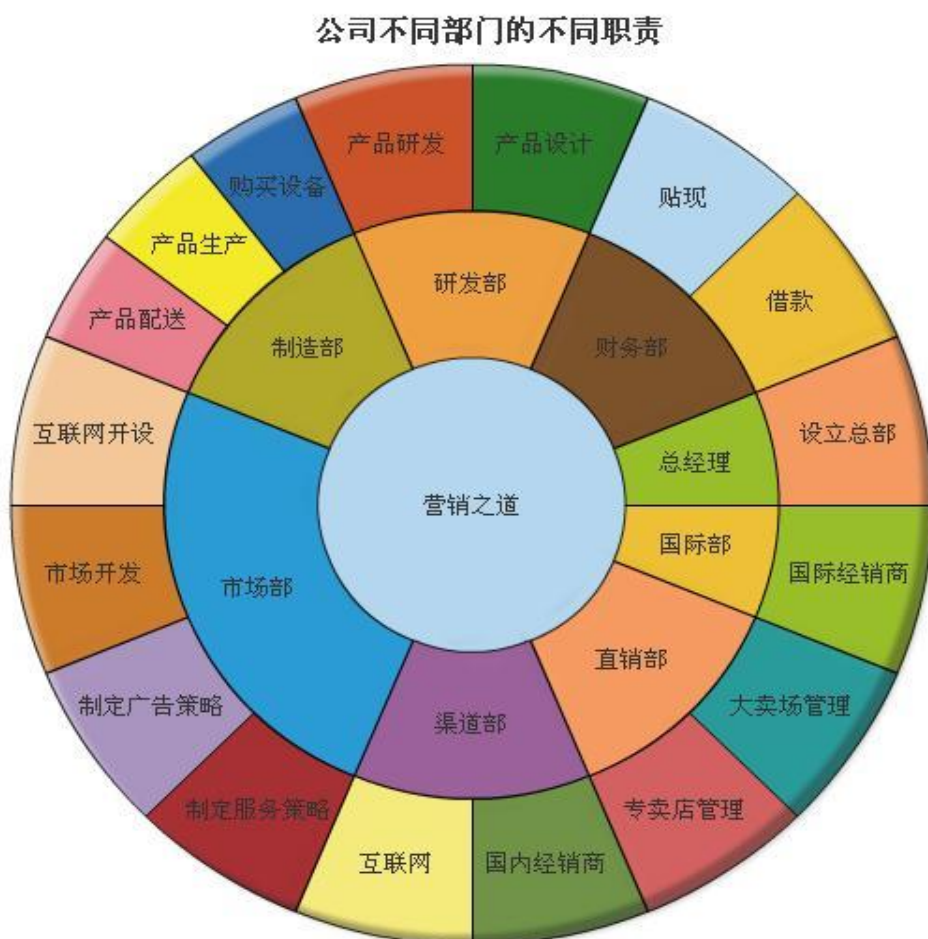 公司不同部门的不同职责
产品研发
产品设计
购买设备
贴现
产品生产
研发部
借款
产品配送
制造部
财务部
互联网开设
设立总部
总经理
营销之道
国际部
市场开发
国际经销商
市场部
直销部
制定广告策略
大卖场管理
渠道部
制定服务策略
专卖店管理
互联网
国内经销商